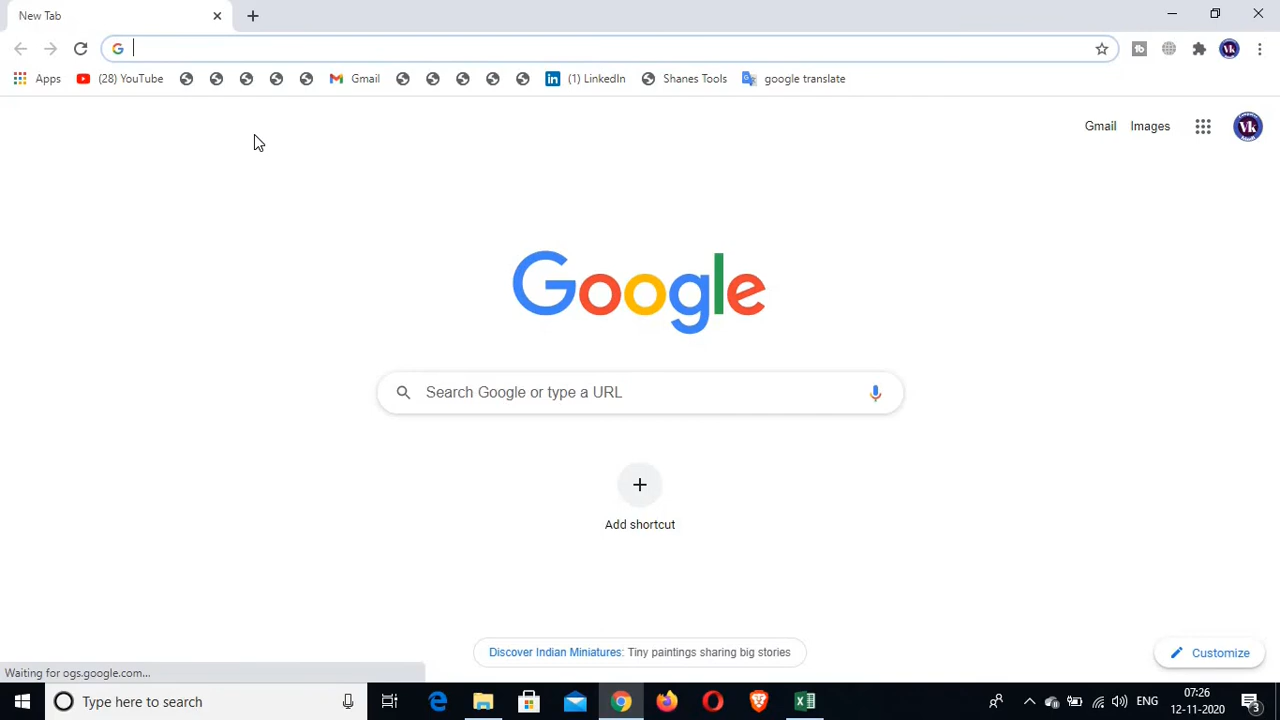 New Tab
Apps (28) YouTube Gmail (1) LinkedIn Shanes Tools google translate
Gmail Images
Google
Search Google or type a URL
Add shortcut
Discover Indian Miniatures: Tiny paintings sharing big stories
Customize
Waiting for ogs.google.com...
Type here to search
ENG
07:26
12-11-2020
3